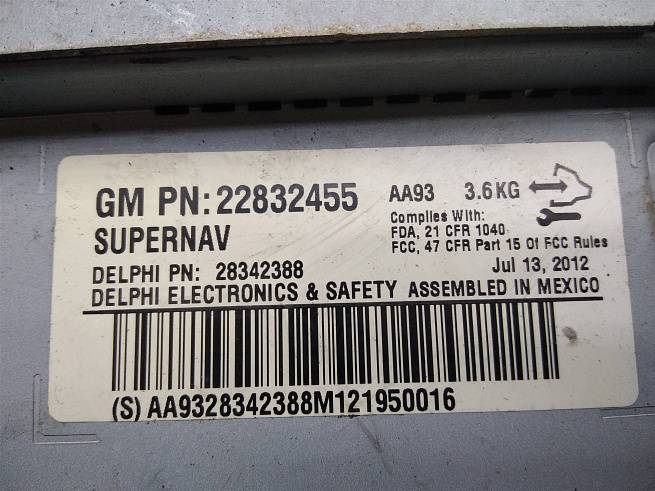 GM PN: 22832455 AA93 3.6KG
SUPERNAV Complies With:
FDA, 21 CFR 1040
FCC, 47 CFR Part 15 Of FCC Rules
DELPHI PN: 28342388 Jul 13, 2012
DELPHI ELECTRONICS & SAFETY ASSEMBLED IN MEXICO
(S) AA9328342388M121950016